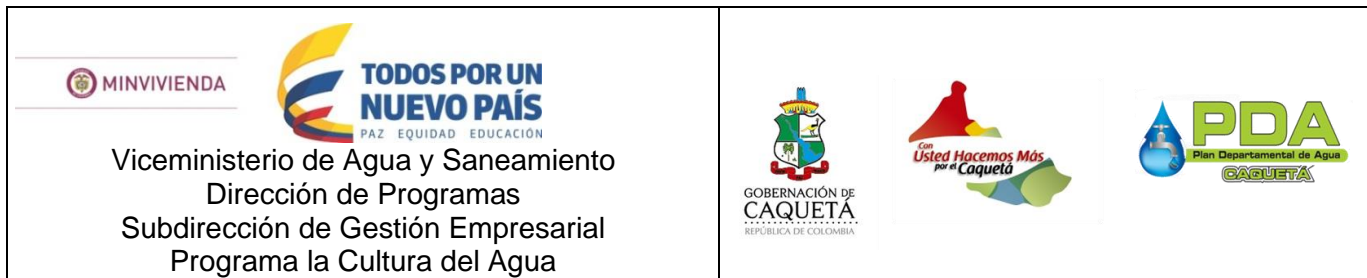 MINVIVIENDA
TODOS POR UN
NUEVO PAÍS
PAZ EQUIDAD EDUCACIÓN
Viceministerio de Agua y Saneamiento
Dirección de Programas
Subdirección de Gestión Empresarial
Programa la Cultura del Agua
GOBERNACIÓN DE
CAQUETÁ
REPÚBLICA DE COLOMBIA
Con
Usted Hacemos Más
por el Caquetá
PDA
Plan Departamental de Agua
CAQUETÁ